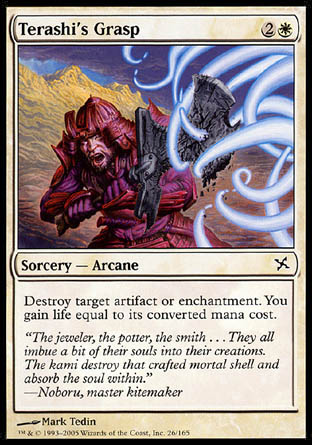 Terashi's Grasp 2
Sorcery — Arcane
Destroy target artifact or enchantment. You
gain life equal to its converted mana cost.
"The jeweler, the potter, the smith . . . They all
imbue a bit of their souls into their creations.
The kami destroy that crafted mortal shell and
absorb the soul within."
—Noboru, master kitemaker
Mark Tedin
™ & © 1993–2005 Wizards of the Coast, Inc. 26/165